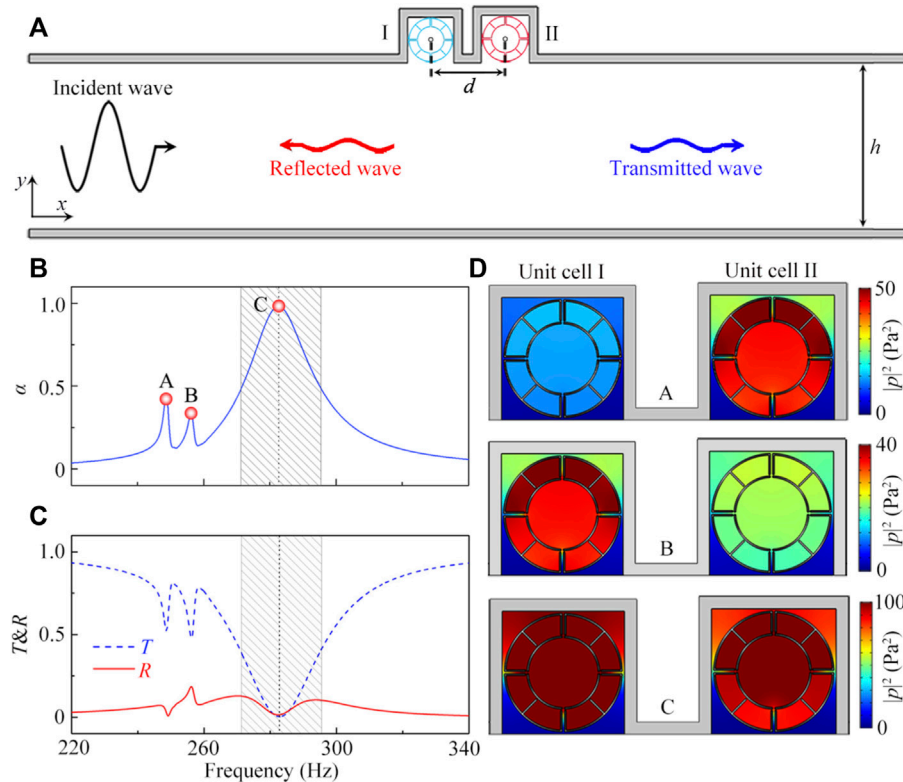 A
I
II
d
Incident wave
Reflected wave
Transmitted wave
h
y
x
B
1.0
0.5
0
α
A
B
C
C
1.0
0.5
0
T&R
T
R
220
260
300
340
Frequency (Hz)
D
Unit cell I
Unit cell II
A
50
0
|p|² (Pa²)
B
40
0
|p|² (Pa²)
C
100
0
|p|² (Pa²)